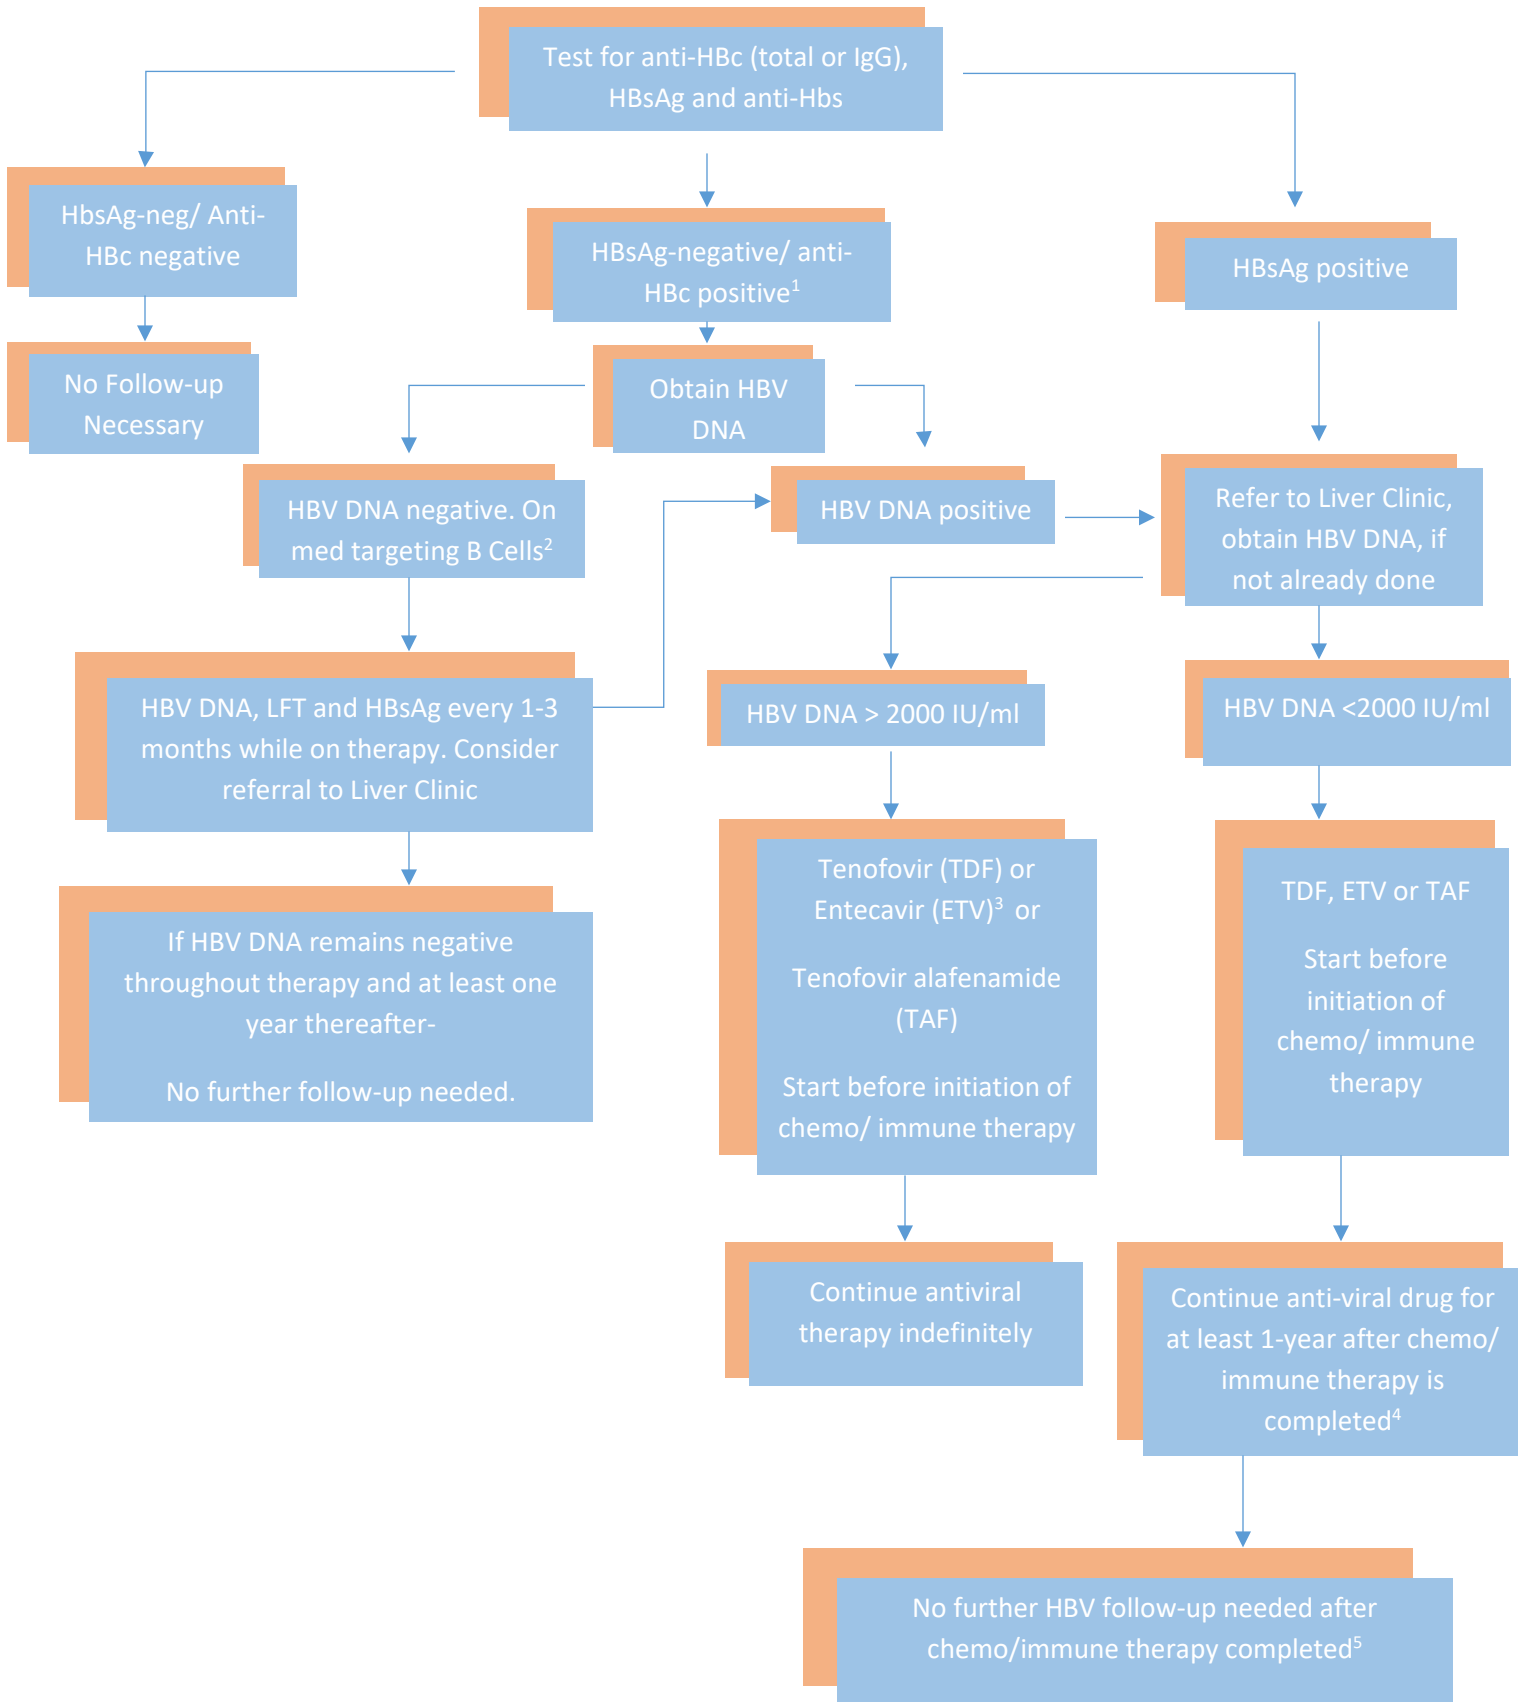 Test for anti-HBc (total or IgG),
HBsAg and anti-Hbs
HbsAg-neg/ Anti-
HBc negative
HBsAg-negative/ anti-
HBc positive1
HBsAg positive
No Follow-up
Necessary
Obtain HBV
DNA
HBV DNA negative. On
med targeting B Cells2
HBV DNA positive
Refer to Liver Clinic,
obtain HBV DNA, if
not already done
HBV DNA, LFT and HBsAg every 1-3
months while on therapy. Consider
referral to Liver Clinic
HBV DNA > 2000 IU/ml
HBV DNA <2000 IU/ml
If HBV DNA remains negative
throughout therapy and at least one
year thereafter-
No further follow-up needed.
Tenofovir (TDF) or
Entecavir (ETV)3 or
Tenofovir alafenamide
(TAF)
Start before initiation of
chemo/ immune therapy
TDF, ETV or TAF
Start before
initiation of
chemo/ immune
therapy
Continue antiviral
therapy indefinitely
Continue anti-viral drug for
at least 1-year after chemo/
immune therapy is
completed4
No further HBV follow-up needed after
chemo/immune therapy completed5